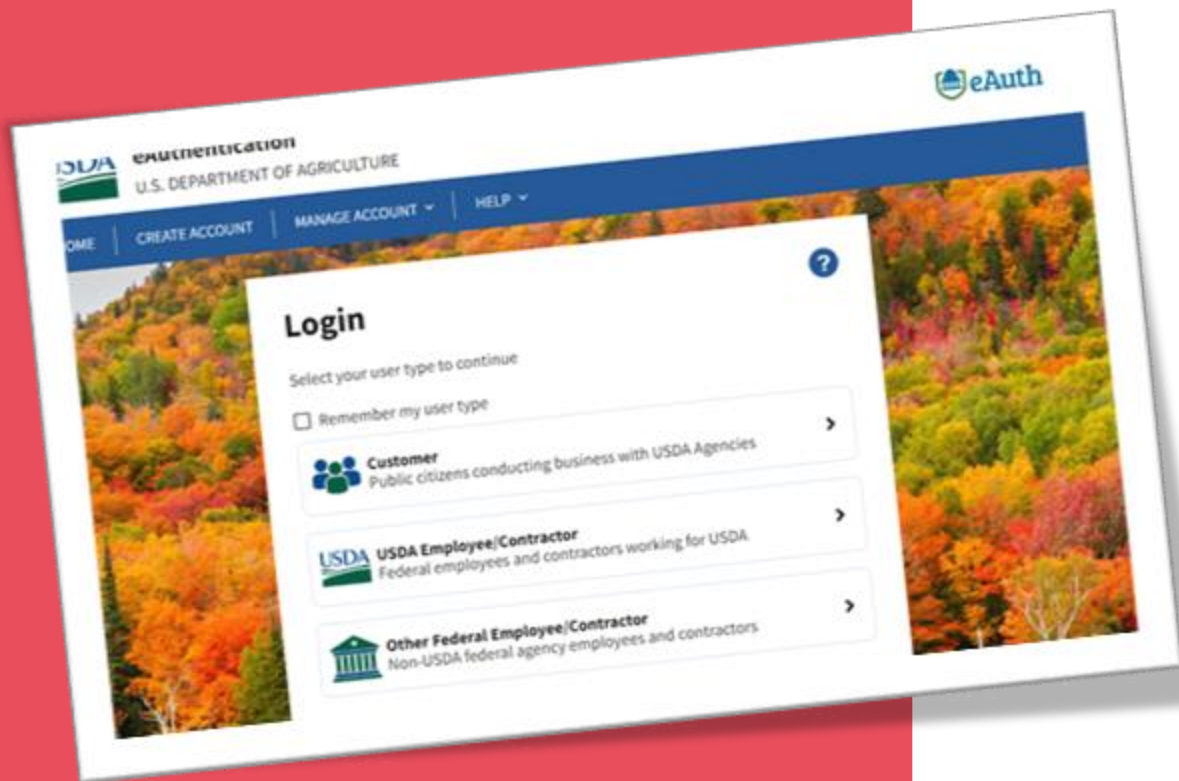 eAuth
USDA eAuthentication
U.S. DEPARTMENT OF AGRICULTURE
OME | CREATE ACCOUNT | MANAGE ACCOUNT | HELP
?
Login
Select your user type to continue
Remember my user type
Customer
Public citizens conducting business with USDA Agencies
USDA
USDA Employee/Contractor
Federal employees and contractors working for USDA
Other Federal Employee/Contractor
Non-USDA federal agency employees and contractors